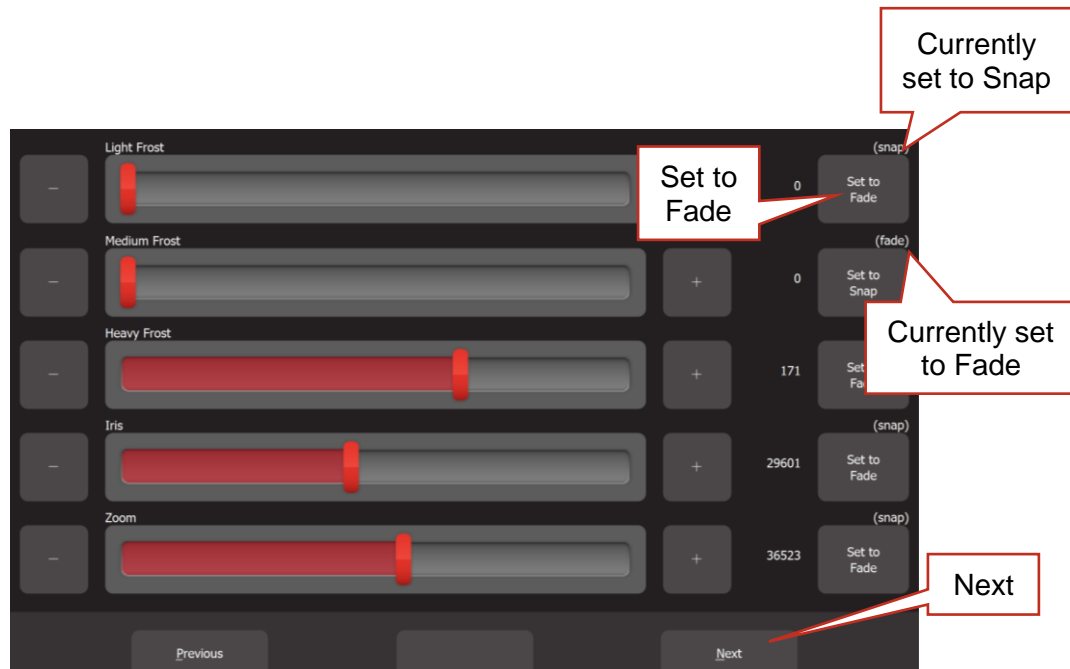 Currently
set to Snap
Light Frost
(snap)
−
Set to
Fade
0
Set to
Fade
Medium Frost
(fade)
−
+
0
Set to
Snap
Currently set
to Fade
Heavy Frost
−
+
171
Iris
(snap)
−
+
29601
Set to
Fade
Zoom
(snap)
−
+
36523
Set to
Fade
Next
Previous
Next